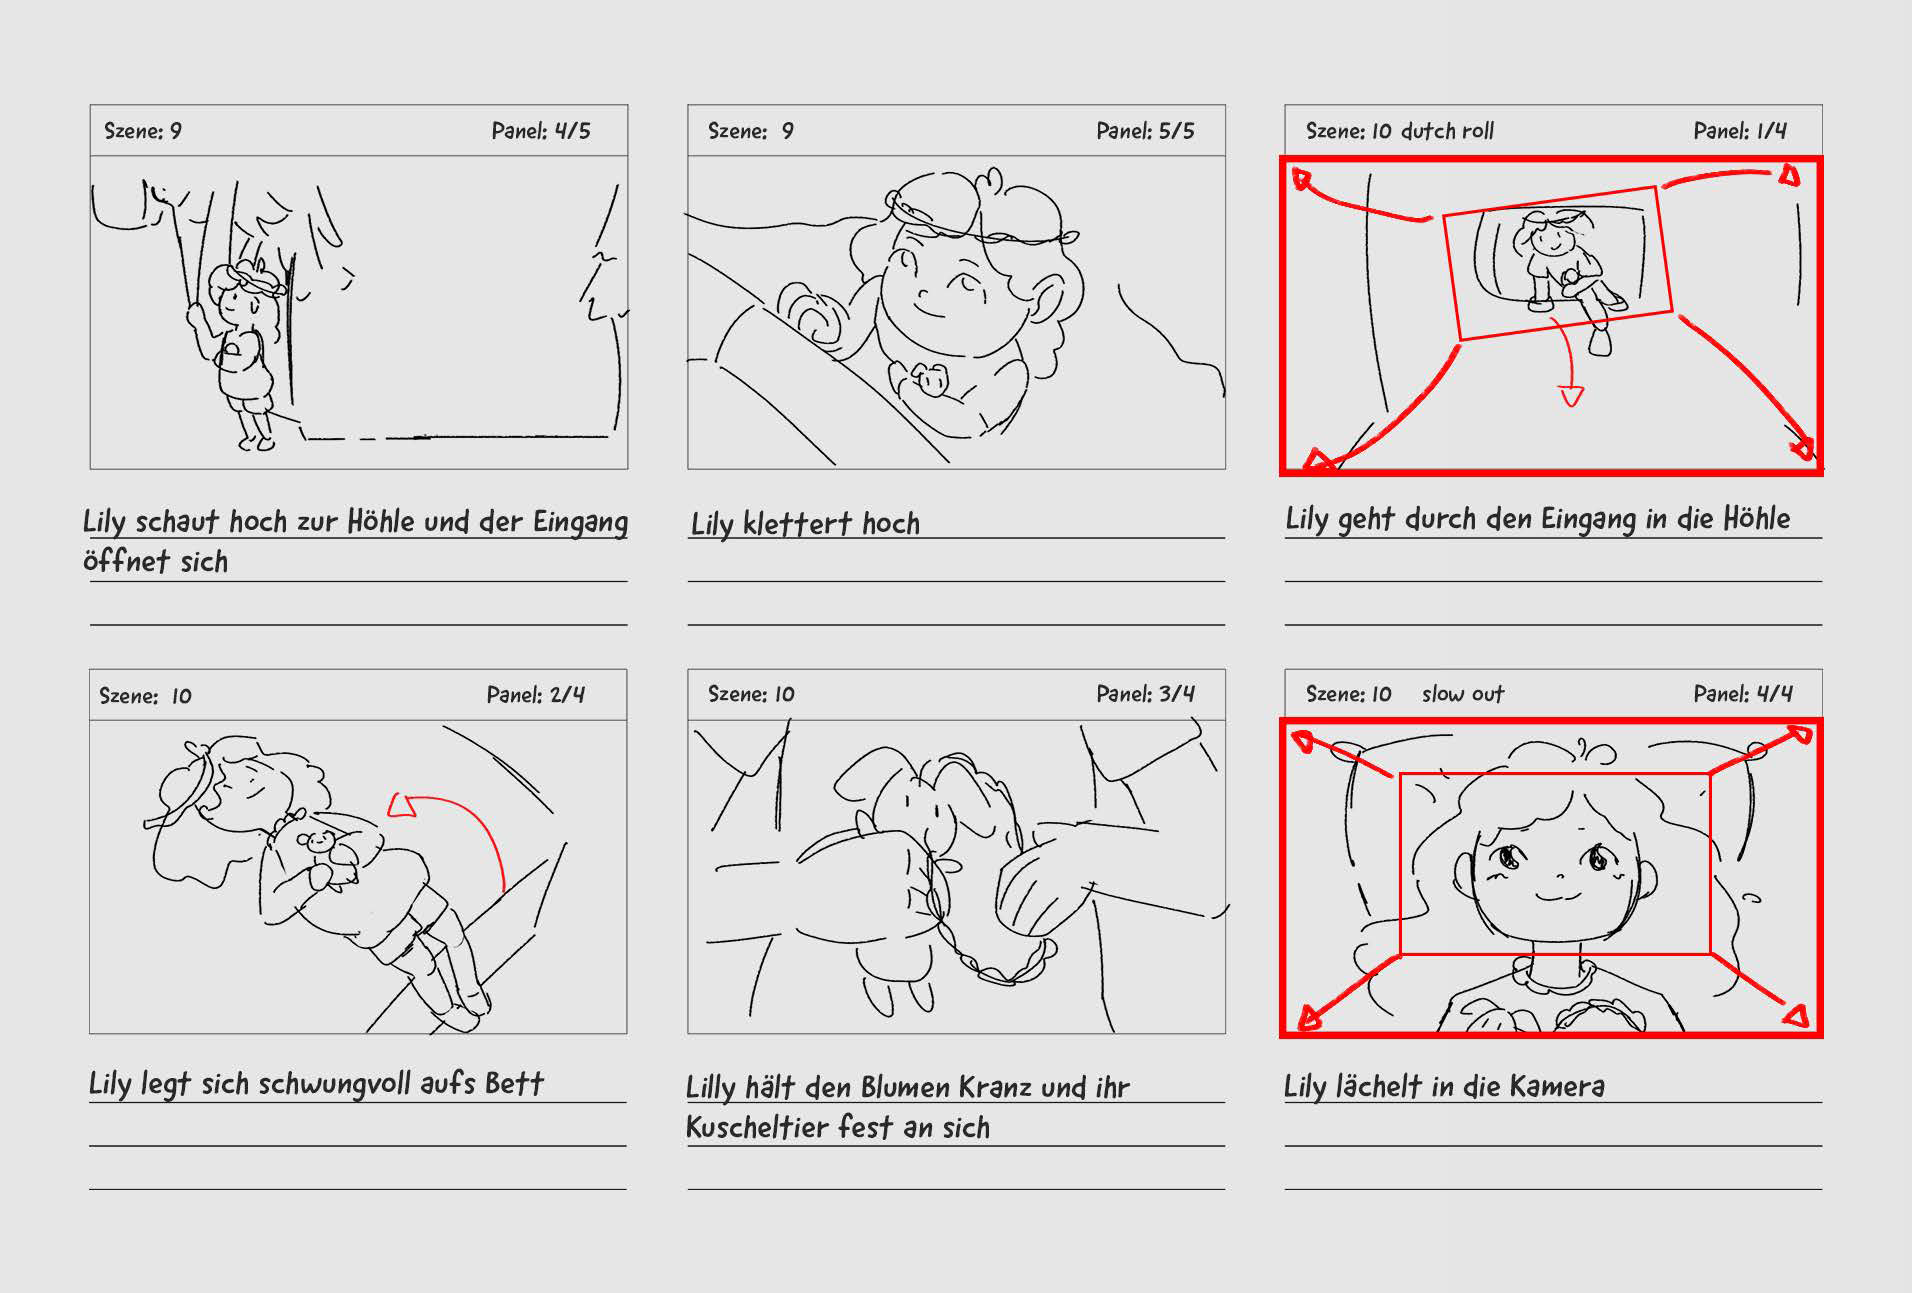 Szene: 9 Panel: 4/5
Lily schaut hoch zur Höhle und der Eingang
öffnet sich
Szene: 9 Panel: 5/5
Lily klettert hoch
Szene: 10 dutch roll Panel: 1/4
Lily geht durch den Eingang in die Höhle
Szene: 10 Panel: 2/4
Lily legt sich schwungvoll aufs Bett
Szene: 10 Panel: 3/4
Lilly hält den Blumen Kranz und ihr
Kuscheltier fest an sich
Szene: 10 slow out Panel: 4/4
Lily lächelt in die Kamera